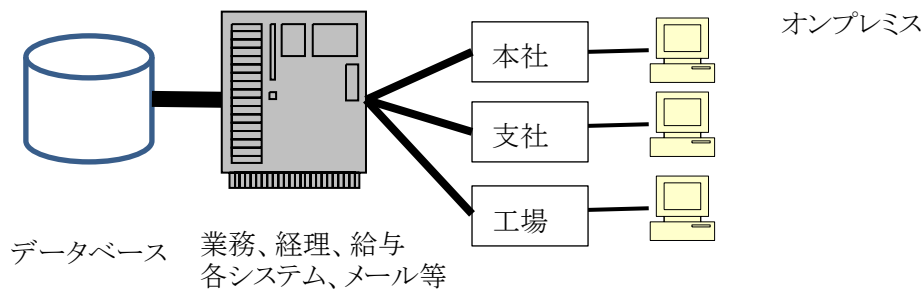 オンプレミス
本社
支社
工場
データベース
業務、経理、給与
各システム、メール等